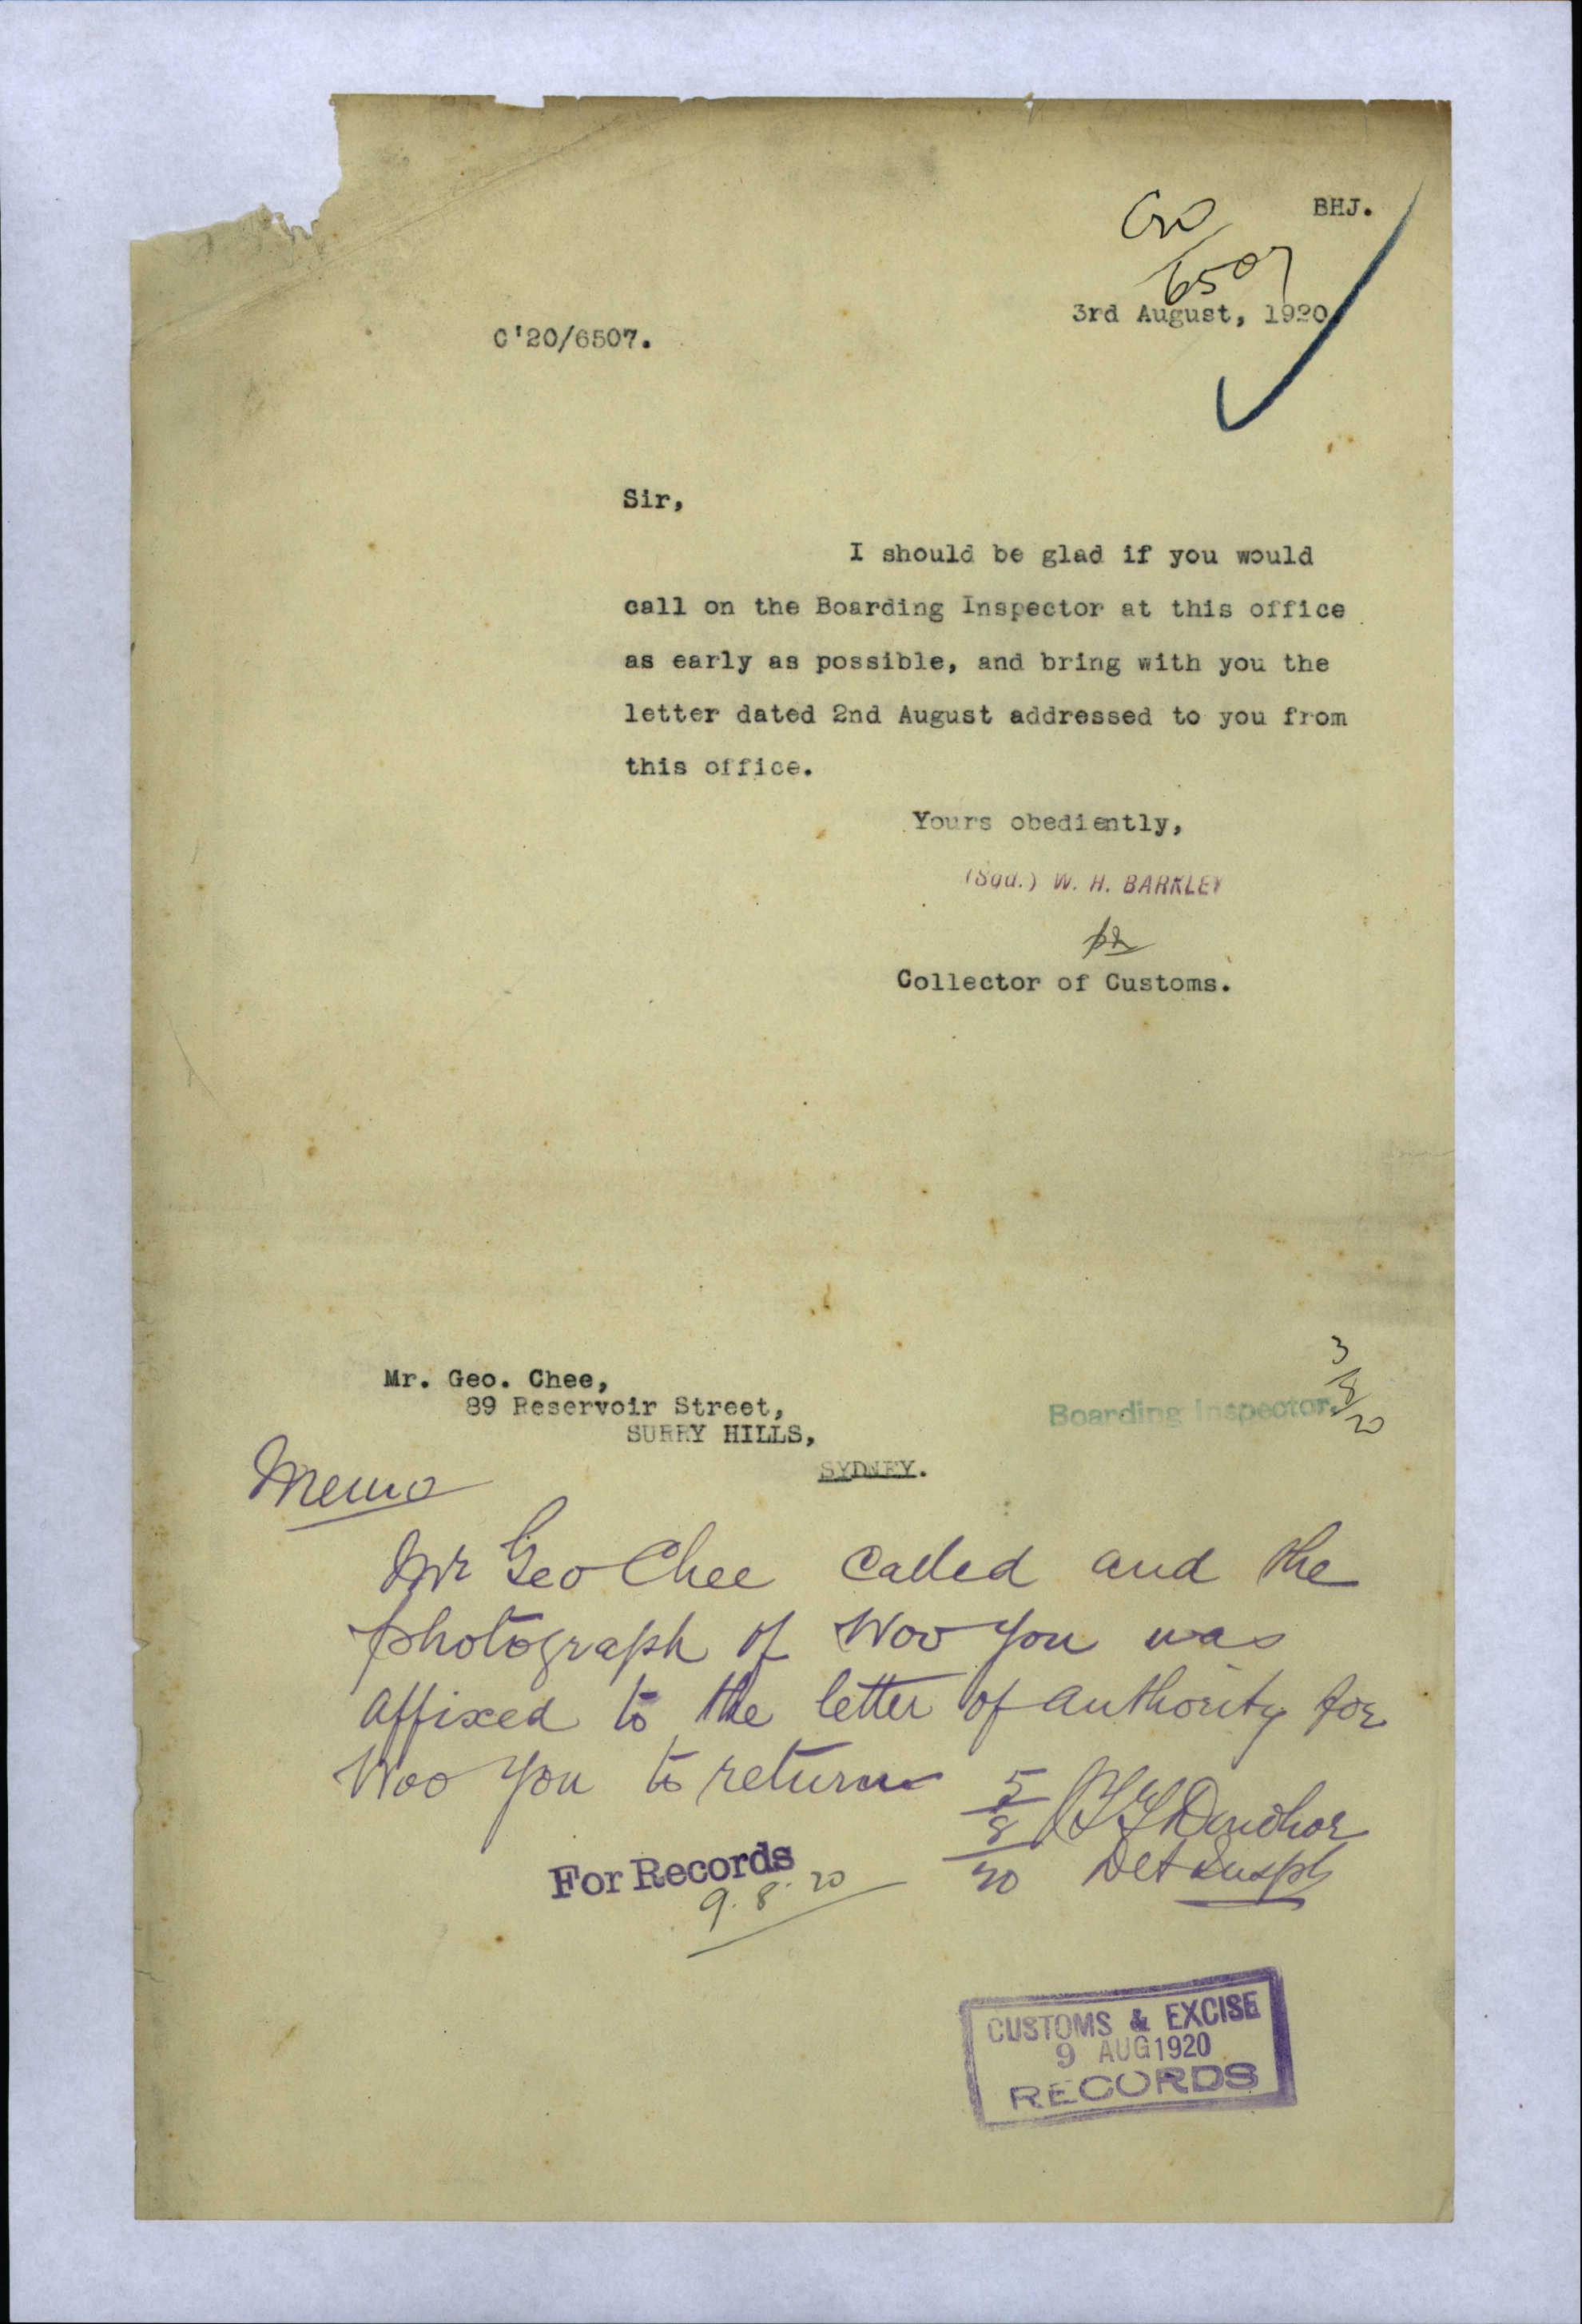 BHJ.
C20
6507
3rd August, 1920
C'20/6507.
Sir,
I should be glad if you would
call on the Boarding Inspector at this office
as early as possible, and bring with you the
letter dated 2nd August addressed to you from
this office.
Yours obediently,
(Sgd.) W. H. BARKLEY
Collector of Customs.
Mr. Geo. Chee,
89 Reservoir Street,
SURRY HILLS,
SYDNEY.
Boarding Inspector.
3/8/20
Memo
Mr Geo Chee called and the
photograph of Woo You was
affixed to the letter of authority for
Woo You to return
5/8/20
Det Inspr
For Records
9.8.20
CUSTOMS & EXCISE
9 AUG 1920
RECORDS